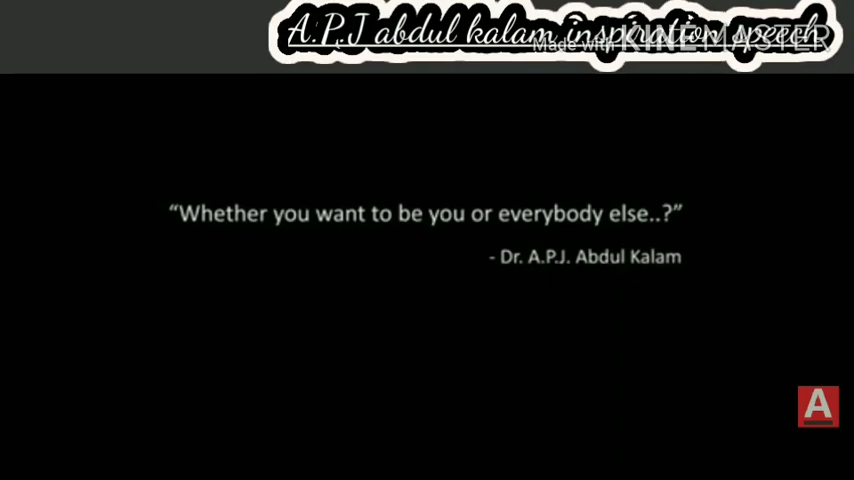 A.P.J abdul kalam inspiration speech
Made with KINEMASTER
“Whether you want to be you or everybody else..?”
- Dr. A.P.J. Abdul Kalam
A